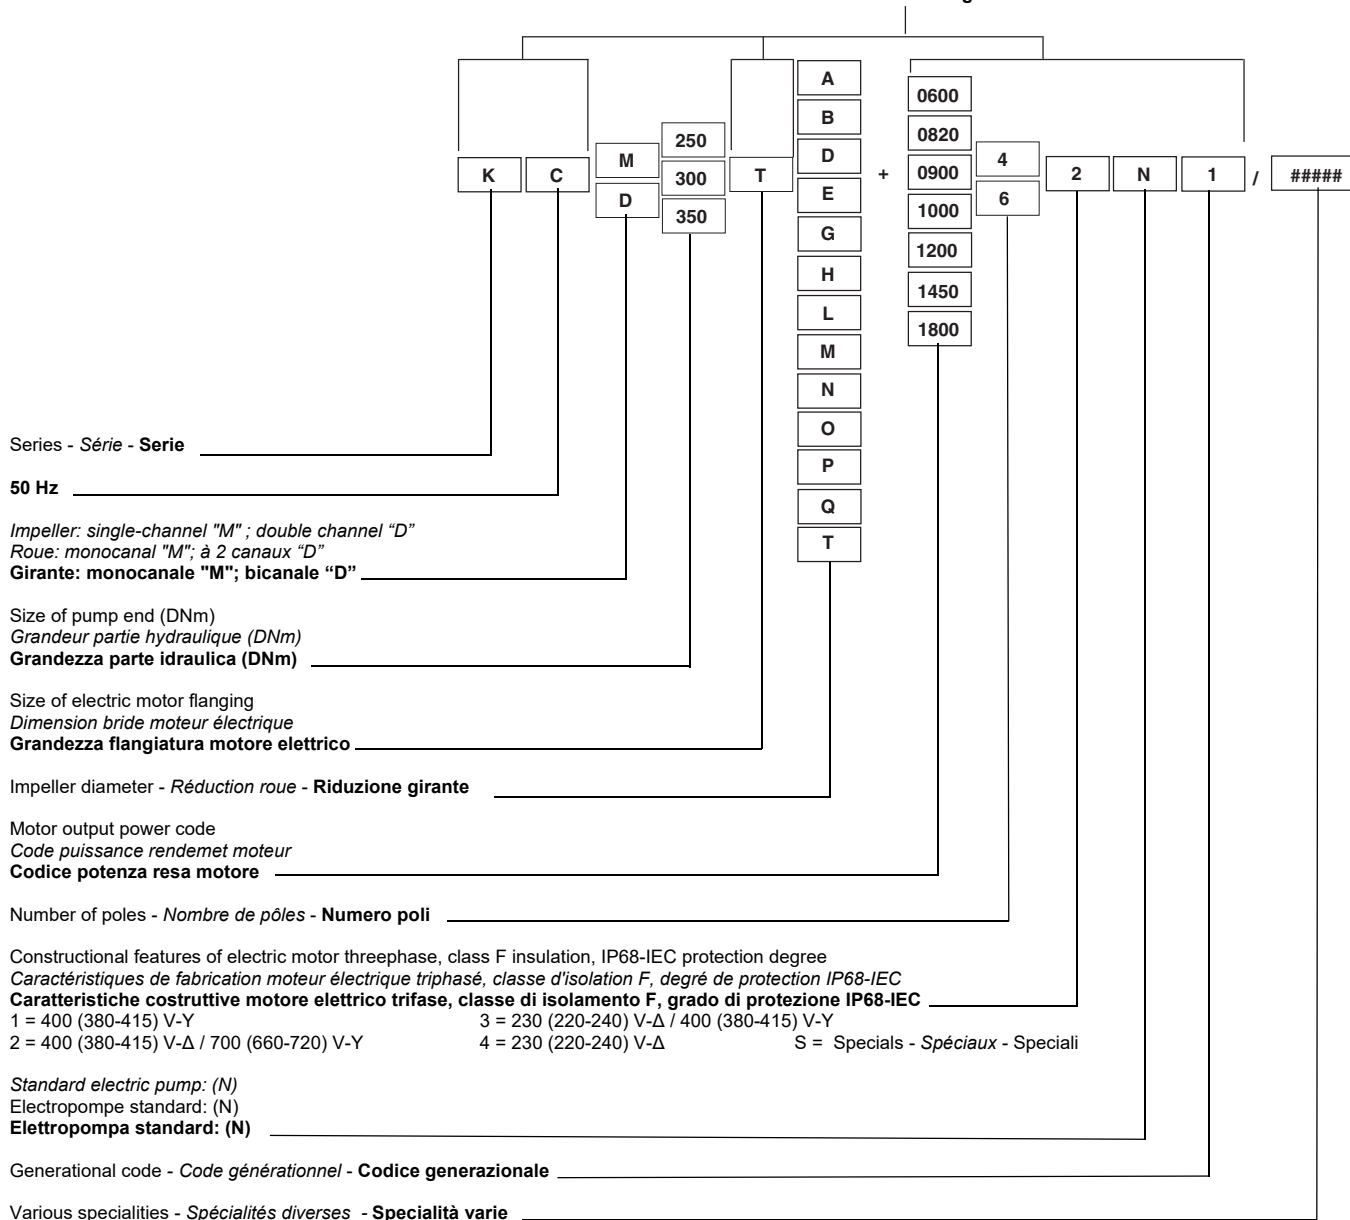 A
B
D
E
G
H
L
M
N
O
P
Q
T
0600
0820
0900
1000
1200
1450
1800
250
300
350
M
D
4
6
K C T + 2 N 1 / #####
Series - Série - Serie
50 Hz
Impeller: single-channel "M" ; double channel “D”
Roue: monocanal "M"; à 2 canaux “D”
Girante: monocanale "M"; bicanale “D”
Size of pump end (DNm)
Grandeur partie hydraulique (DNm)
Grandezza parte idraulica (DNm)
Size of electric motor flanging
Dimension bride moteur électrique
Grandezza flangiatura motore elettrico
Impeller diameter - Réduction roue - Riduzione girante
Motor output power code
Code puissance rendemet moteur
Codice potenza resa motore
Number of poles - Nombre de pôles - Numero poli
Constructional features of electric motor threephase, class F insulation, IP68-IEC protection degree
Caractéristiques de fabrication moteur électrique triphasé, classe d'isolation F, degré de protection IP68-IEC
Caratteristiche costruttive motore elettrico trifase, classe di isolamento F, grado di protezione IP68-IEC
1 = 400 (380-415) V-Y 3 = 230 (220-240) V-Δ / 400 (380-415) V-Y
2 = 400 (380-415) V-Δ / 700 (660-720) V-Y 4 = 230 (220-240) V-Δ S = Specials - Spéciaux - Speciali
Standard electric pump: (N)
Electropompe standard: (N)
Elettropompa standard: (N)
Generational code - Code générationnel - Codice generazionale
Various specialities - Spécialités diverses - Specialità varie